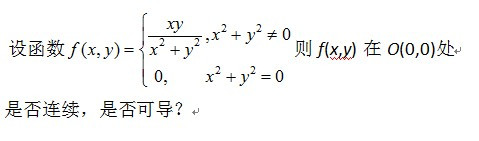 设函数 f(x,y) = { xy/(x² + y²), x² + y² ≠ 0 则 f(x,y) 在 O(0,0)处
0, x² + y² = 0
是否连续，是否可导？